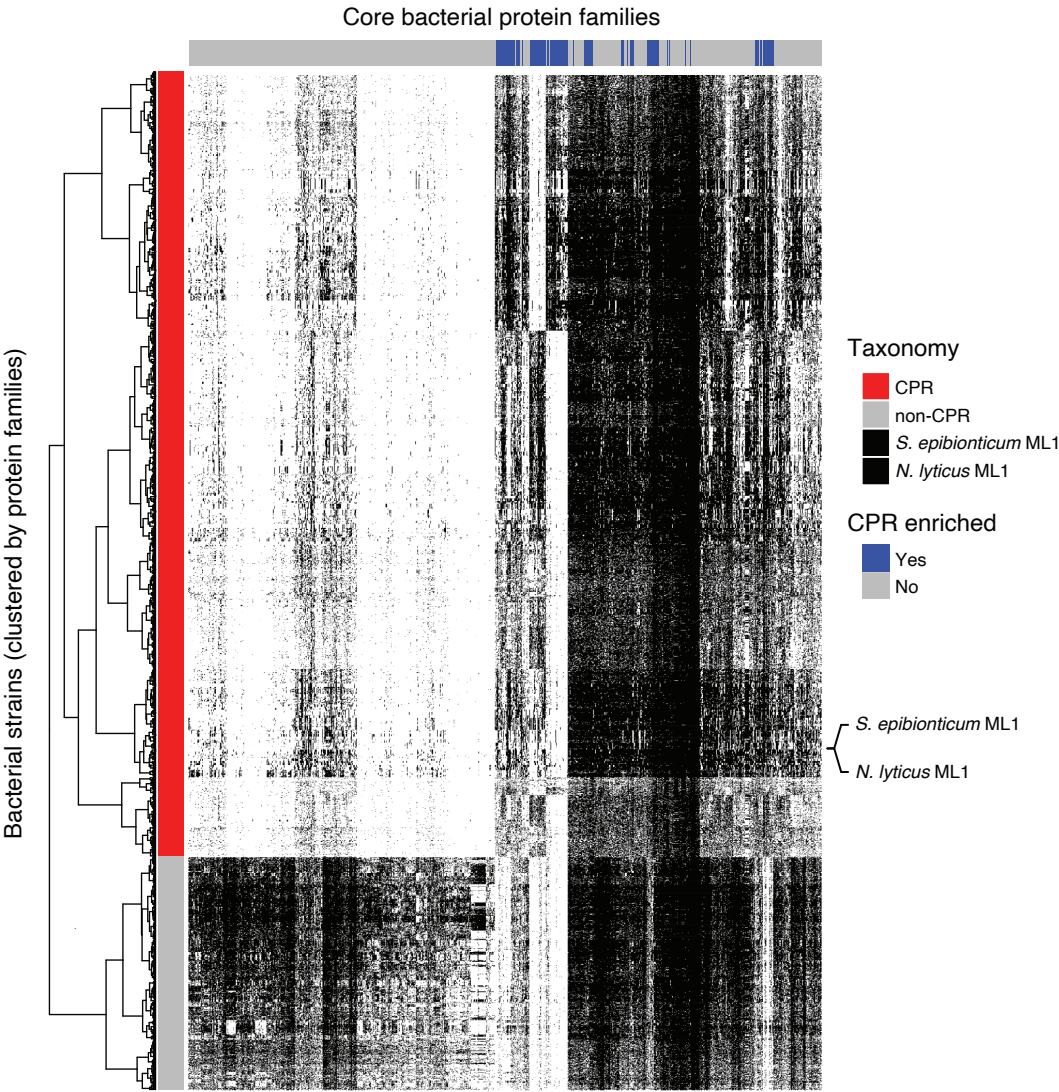 Core bacterial protein families
Bacterial strains (clustered by protein families)
Taxonomy
CPR
non-CPR
S. epibionticum ML1
N. lyticus ML1
CPR enriched
Yes
No
S. epibionticum ML1
N. lyticus ML1